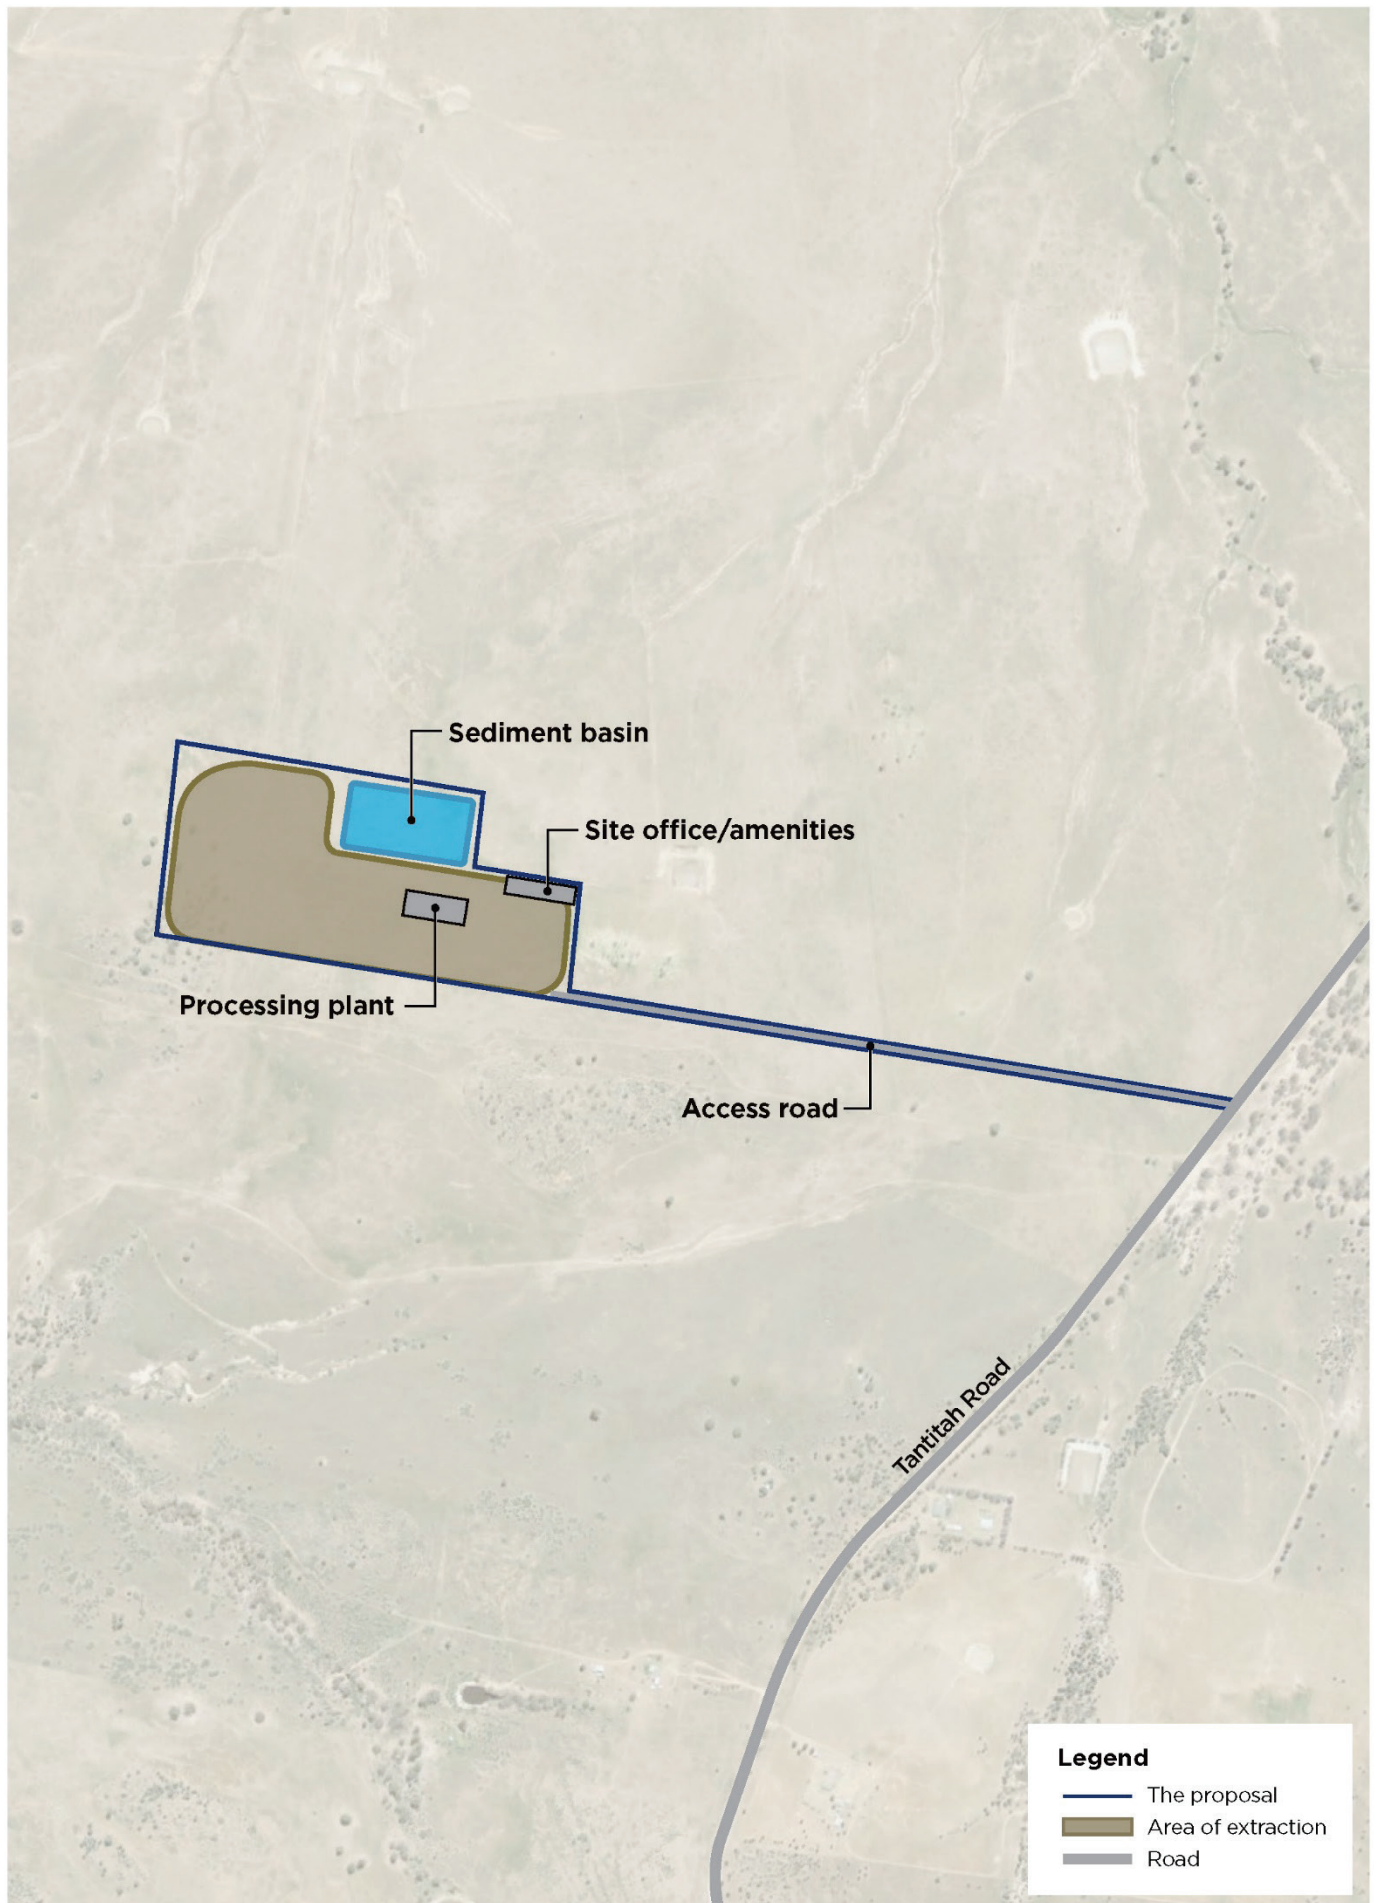 Sediment basin
Site office/amenities
Processing plant
Access road
Tantitah Road
Legend
The proposal
Area of extraction
Road